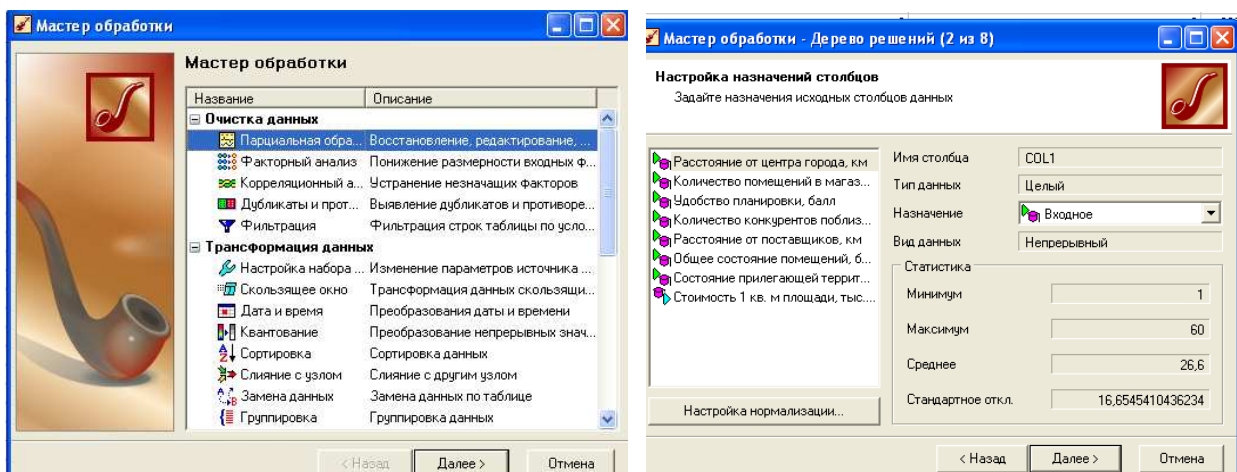 Мастер обработки
Мастер обработки
Название Описание
Очистка данных
Парциальная обра... Восстановление, редактирование, ...
Факторный анализ Понижение размерности входных ф...
Корреляционный а... Устранение незначащих факторов
Дубликаты и прот... Выявление дубликатов и противоре...
Фильтрация Фильтрация строк таблицы по усло...
Трансформация данных
Настройка набора ... Изменение параметров источника ...
Скользящее окно Трансформация данных скользящи...
Дата и время Преобразования даты и времени
Квантование Преобразование непрерывных знач...
Сортировка Сортировка данных
Слияние с узлом Слияние с другим узлом
Замена данных Замена данных по таблице
Группировка Группировка данных
< Назад Далее > Отмена
Мастер обработки - Дерево решений (2 из 8)
Настройка назначений столбцов
Задайте назначения исходных столбцов данных
Расстояние от центра города, км
Количество помещений в магаз...
Удобство планировки, балл
Количество конкурентов поблиз...
Расстояние от поставщиков, км
Общее состояние помещений, б...
Состояние прилегающей террит...
Стоимость 1 кв. м площади, тыс....
Настройка нормализации...
Имя столбца COL1
Тип данных Целый
Назначение Входное
Вид данных Непрерывный
Статистика
Минимум 1
Максимум 60
Среднее 26,6
Стандартное откл. 16,6545410436234
< Назад Далее > Отмена